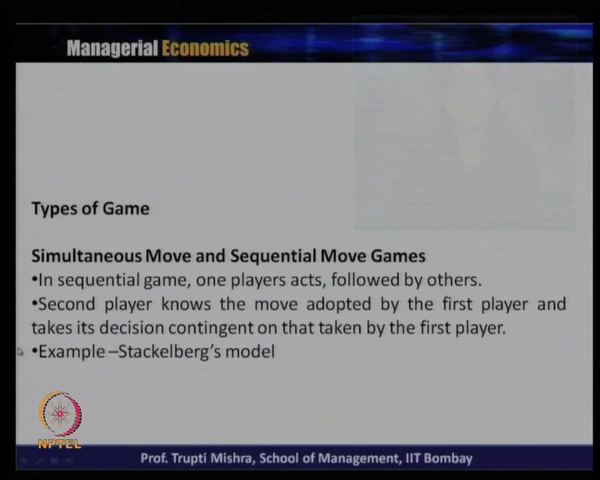 Managerial Economics
Types of Game
Simultaneous Move and Sequential Move Games
•In sequential game, one players acts, followed by others.
•Second player knows the move adopted by the first player and
takes its decision contingent on that taken by the first player.
•Example –Stackelberg's model
NPTEL
Prof. Trupti Mishra, School of Management, IIT Bombay